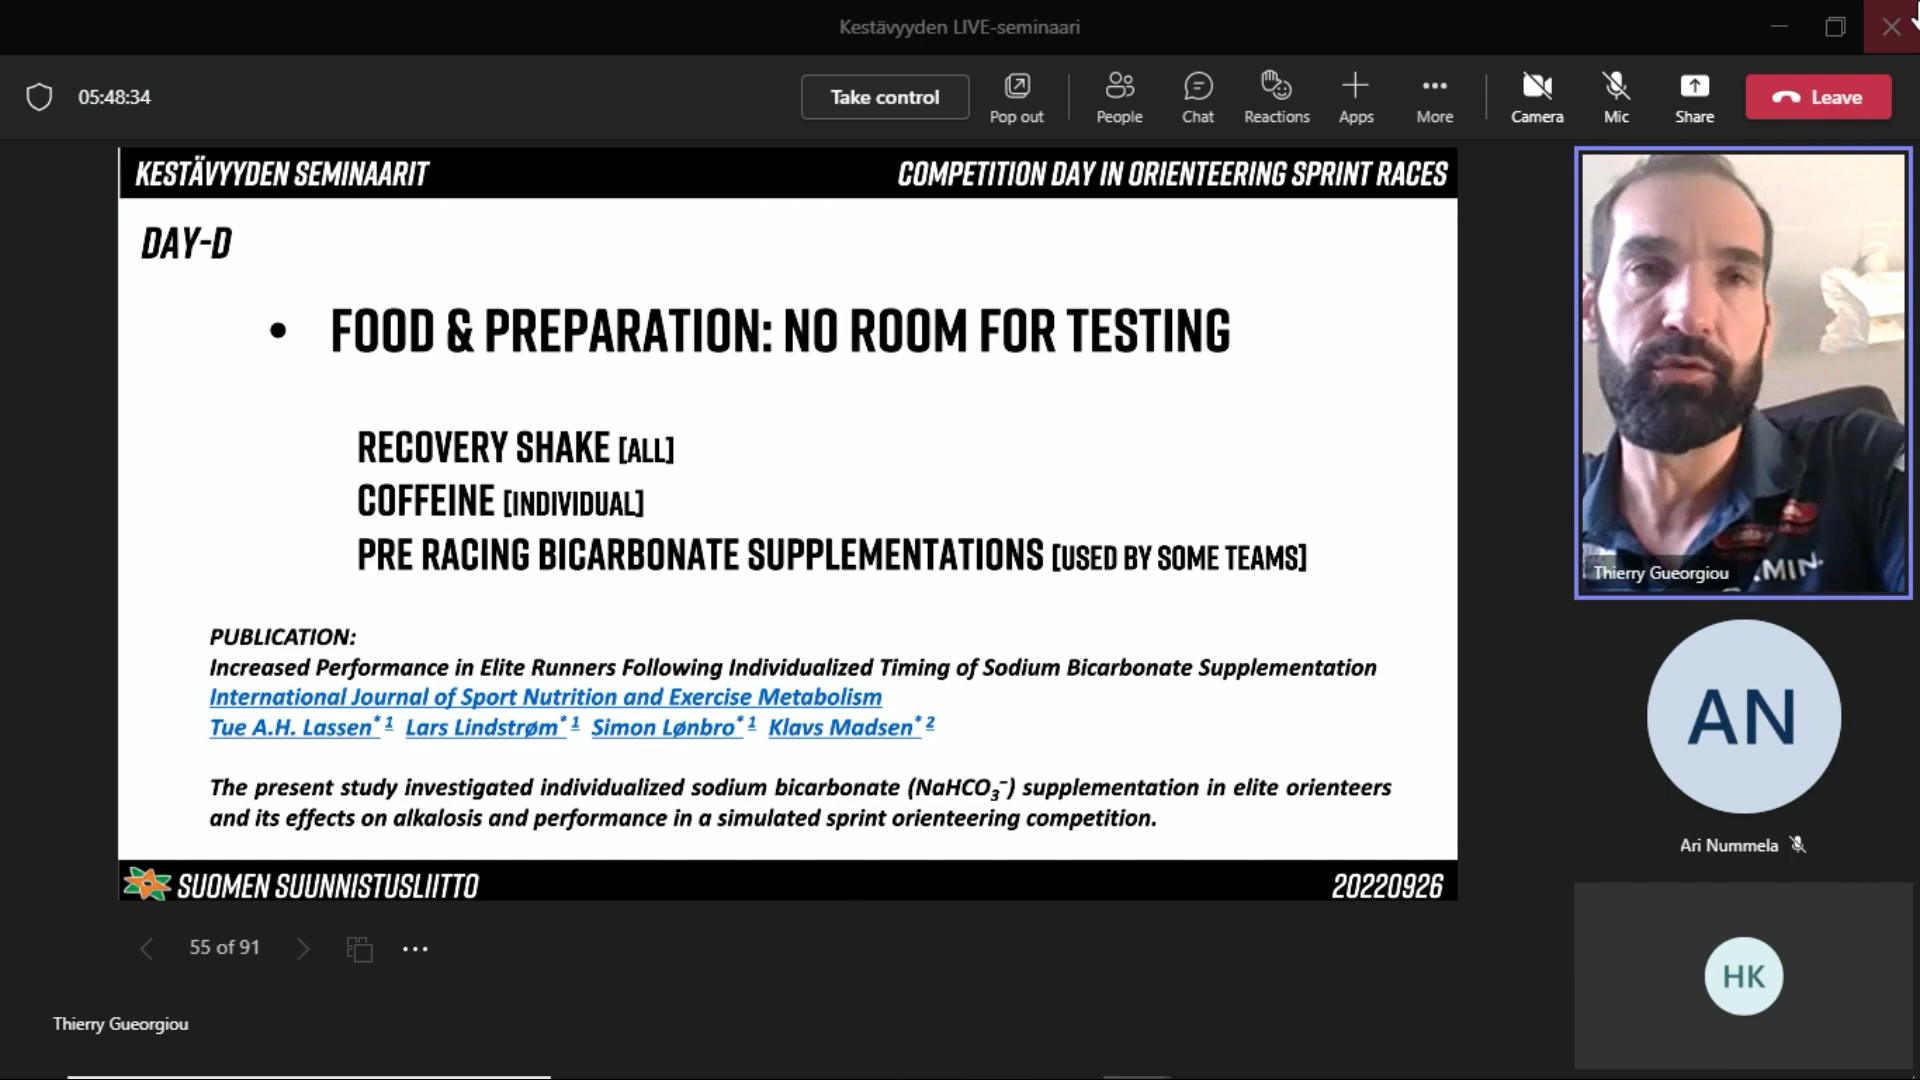 Kestävyyden LIVE-seminaari
05:48:34
Take control
Pop out
People
Chat
Reactions
Apps
More
Camera
Mic
Share
Leave
KESTÄVYYDEN SEMINAARIT
COMPETITION DAY IN ORIENTEERING SPRINT RACES
DAY-D
• FOOD & PREPARATION: NO ROOM FOR TESTING
RECOVERY SHAKE [ALL]
COFFEINE [INDIVIDUAL]
PRE RACING BICARBONATE SUPPLEMENTATIONS [USED BY SOME TEAMS]
PUBLICATION:
Increased Performance in Elite Runners Following Individualized Timing of Sodium Bicarbonate Supplementation
International Journal of Sport Nutrition and Exercise Metabolism
Tue A.H. Lassen* 1 Lars Lindstrøm* 1 Simon Lønbro* 1 Klavs Madsen* 2
The present study investigated individualized sodium bicarbonate (NaHCO₃⁻) supplementation in elite orienteers
and its effects on alkalosis and performance in a simulated sprint orienteering competition.
SUOMEN SUUNNISTUSLIITTO
20220926
55 of 91
Thierry Gueorgiou
Thierry Gueorgiou
AN
Ari Nummela
HK